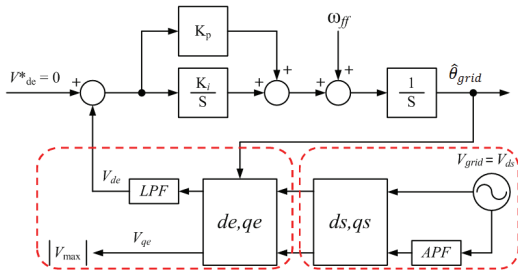 K_p
ω_ff
V*_de = 0
+
K_i
S
+
+
+
+
1
S
θ̂_grid
V_de
LPF
de,qe
ds,qs
V_grid = V_ds
|V_max|
V_qe
APF